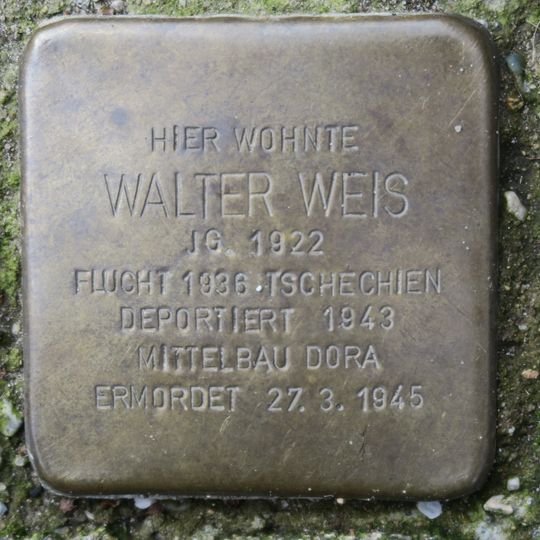 HIER WOHNTE
WALTER WEIS
JG. 1922
FLUCHT 1936 TSCHECHIEN
DEPORTIERT 1943
MITTELBAU DORA
ERMORDET 27. 3. 1945